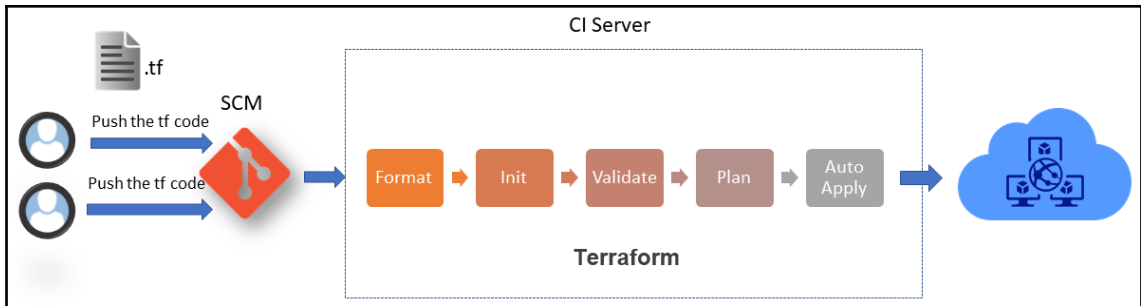 CI Server
.tf
SCM
Push the tf code
Push the tf code
Format
Init
Validate
Plan
Auto
Apply
Terraform